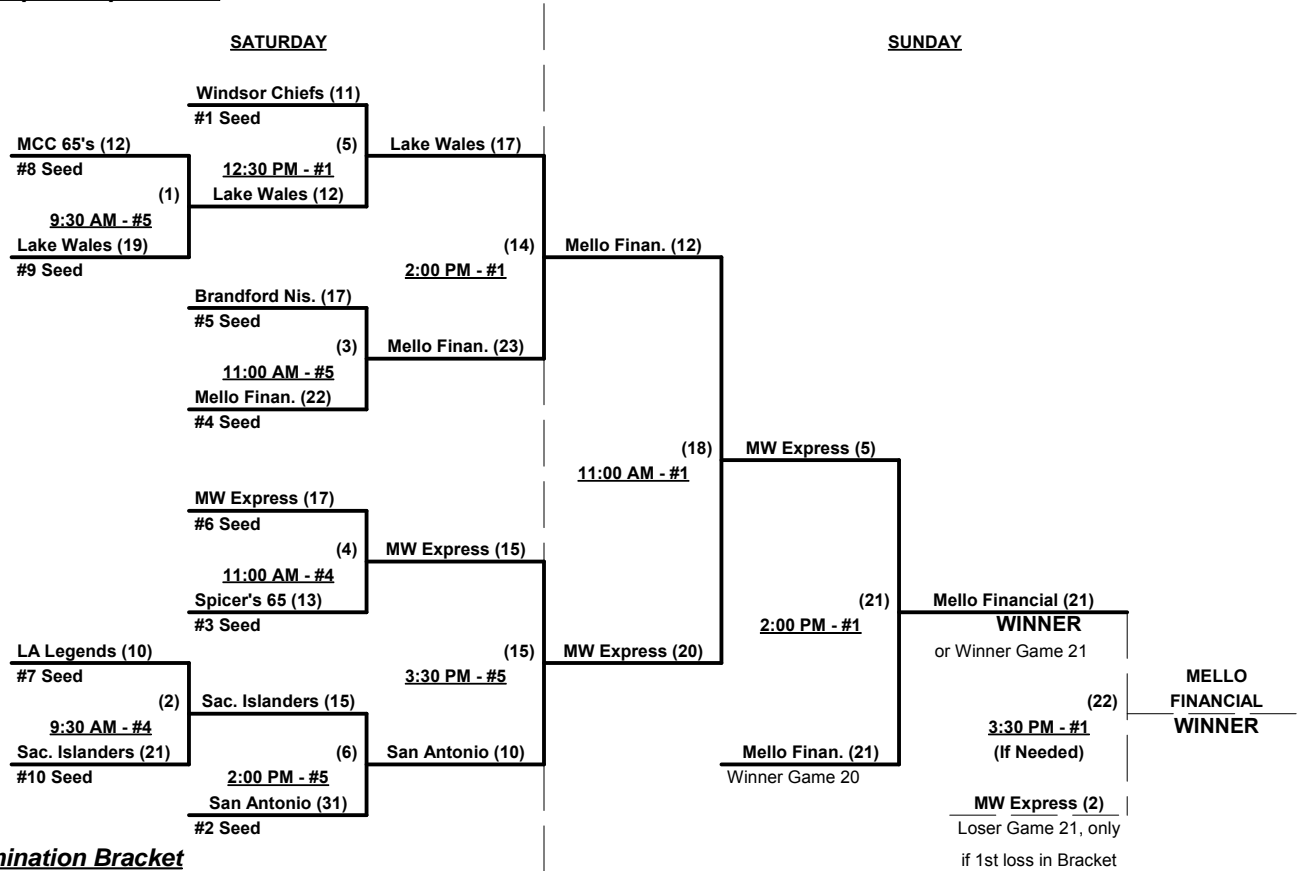 SATURDAY
SUNDAY
Windsor Chiefs (11)
#1 Seed
MCC 65's (12)
(5)
Lake Wales (17)
#8 Seed
12:30 PM - #1
(1)
Lake Wales (12)
9:30 AM - #5
Lake Wales (19)
(14)
Mello Finan. (12)
#9 Seed
2:00 PM - #1
Brandford Nis. (17)
#5 Seed
(3)
Mello Finan. (23)
11:00 AM - #5
Mello Finan. (22)
#4 Seed
(18)
MW Express (5)
11:00 AM - #1
MW Express (17)
#6 Seed
(4)
MW Express (15)
11:00 AM - #4
Spicer's 65 (13)
(21)
Mello Financial (21)
#3 Seed
2:00 PM - #1
WINNER
LA Legends (10)
(15)
MW Express (20)
or Winner Game 21
#7 Seed
3:30 PM - #5
MELLO
(2)
Sac. Islanders (15)
(22)
FINANCIAL
9:30 AM - #4
3:30 PM - #1
WINNER
Sac. Islanders (21)
(6)
San Antonio (10)
Mello Finan. (21)
(If Needed)
#10 Seed
2:00 PM - #5
Winner Game 20
San Antonio (31)
MW Express (2)
#2 Seed
Loser Game 21, only
mination Bracket
if 1st loss in Bracket